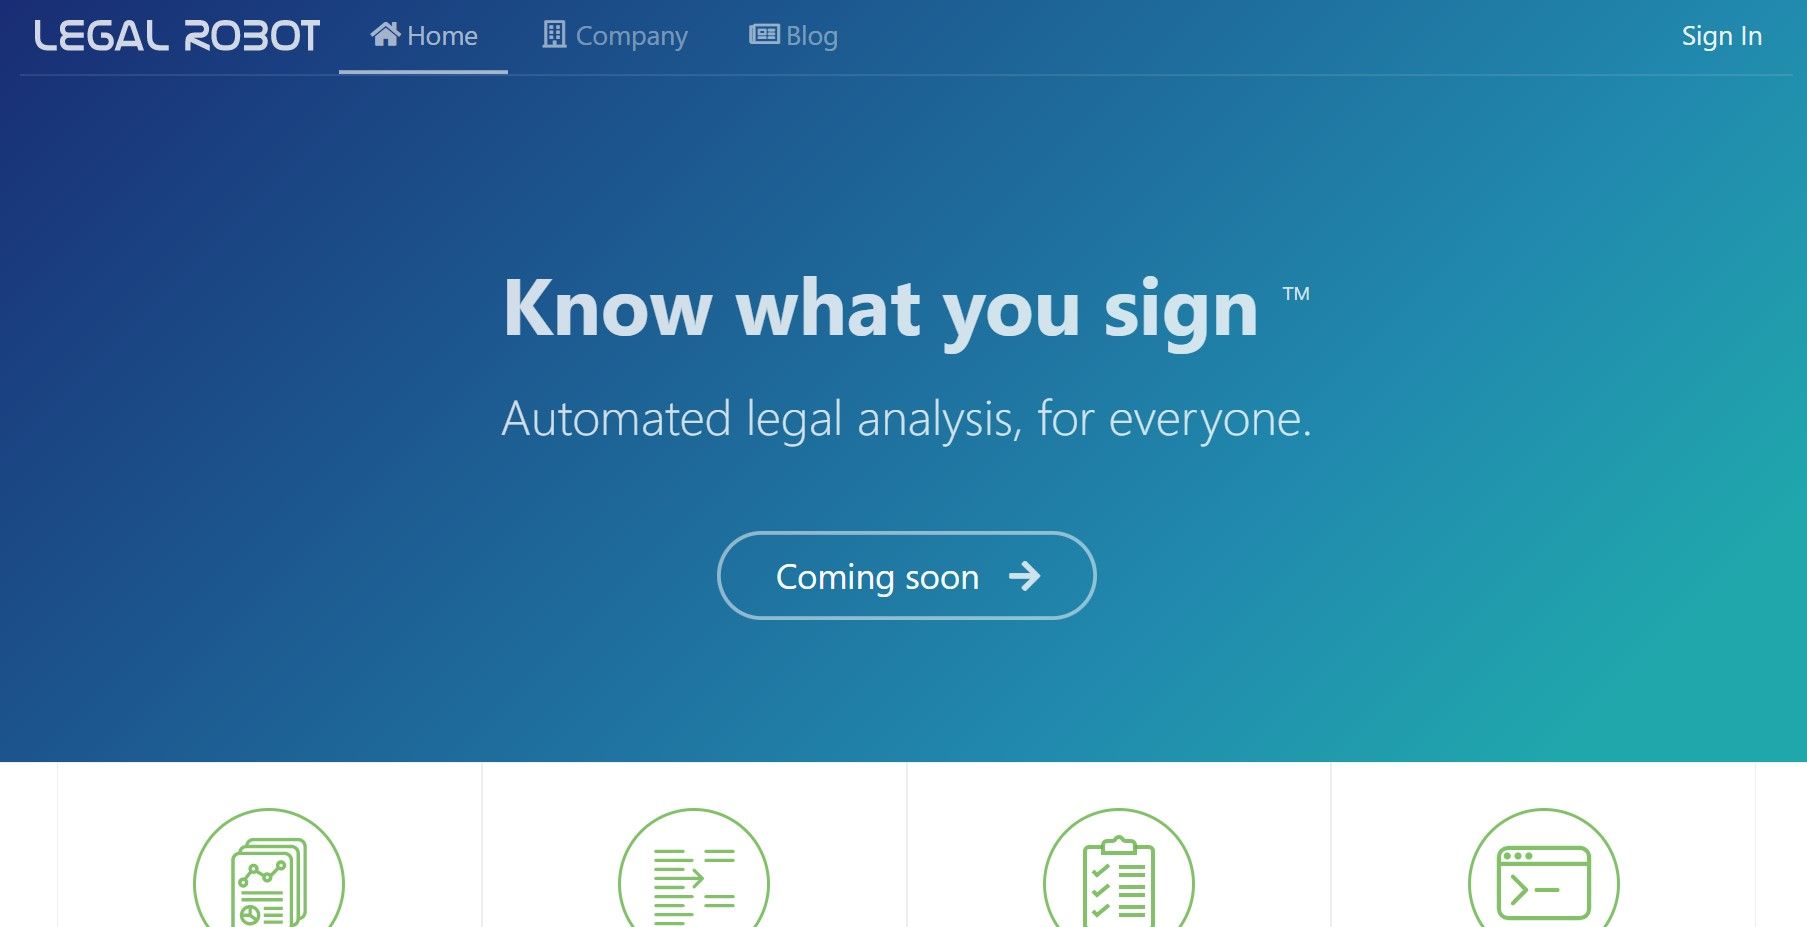 LEGAL ROBOT Home Company Blog Sign In
Know what you sign ™
Automated legal analysis, for everyone.
Coming soon